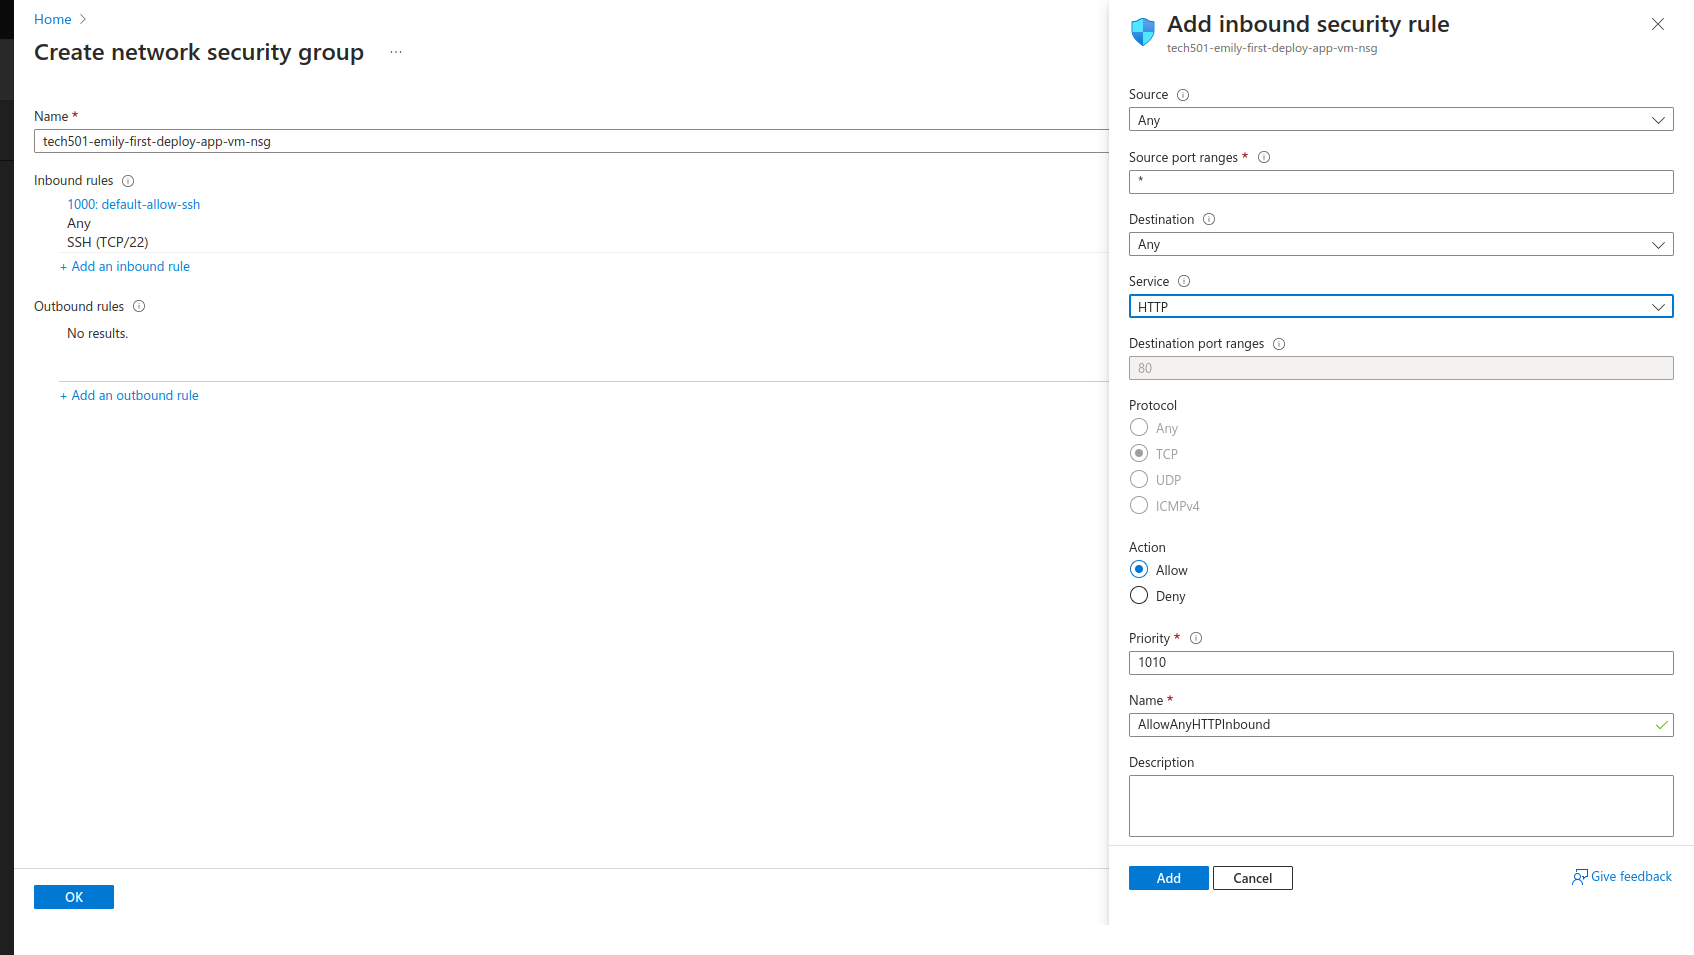 Home
Create network security group ...
Name *
tech501-emily-first-deploy-app-vm-nsg
Inbound rules
1000: default-allow-ssh
Any
SSH (TCP/22)
+ Add an inbound rule
Outbound rules
No results.
+ Add an outbound rule
OK
Add inbound security rule
tech501-emily-first-deploy-app-vm-nsg
Source
Any
Source port ranges *
*
Destination
Any
Service
HTTP
Destination port ranges
80
Protocol
Any
TCP
UDP
ICMPv4
Action
Allow
Deny
Priority *
1010
Name *
AllowAnyHTTPInbound
Description
Add
Cancel
Give feedback